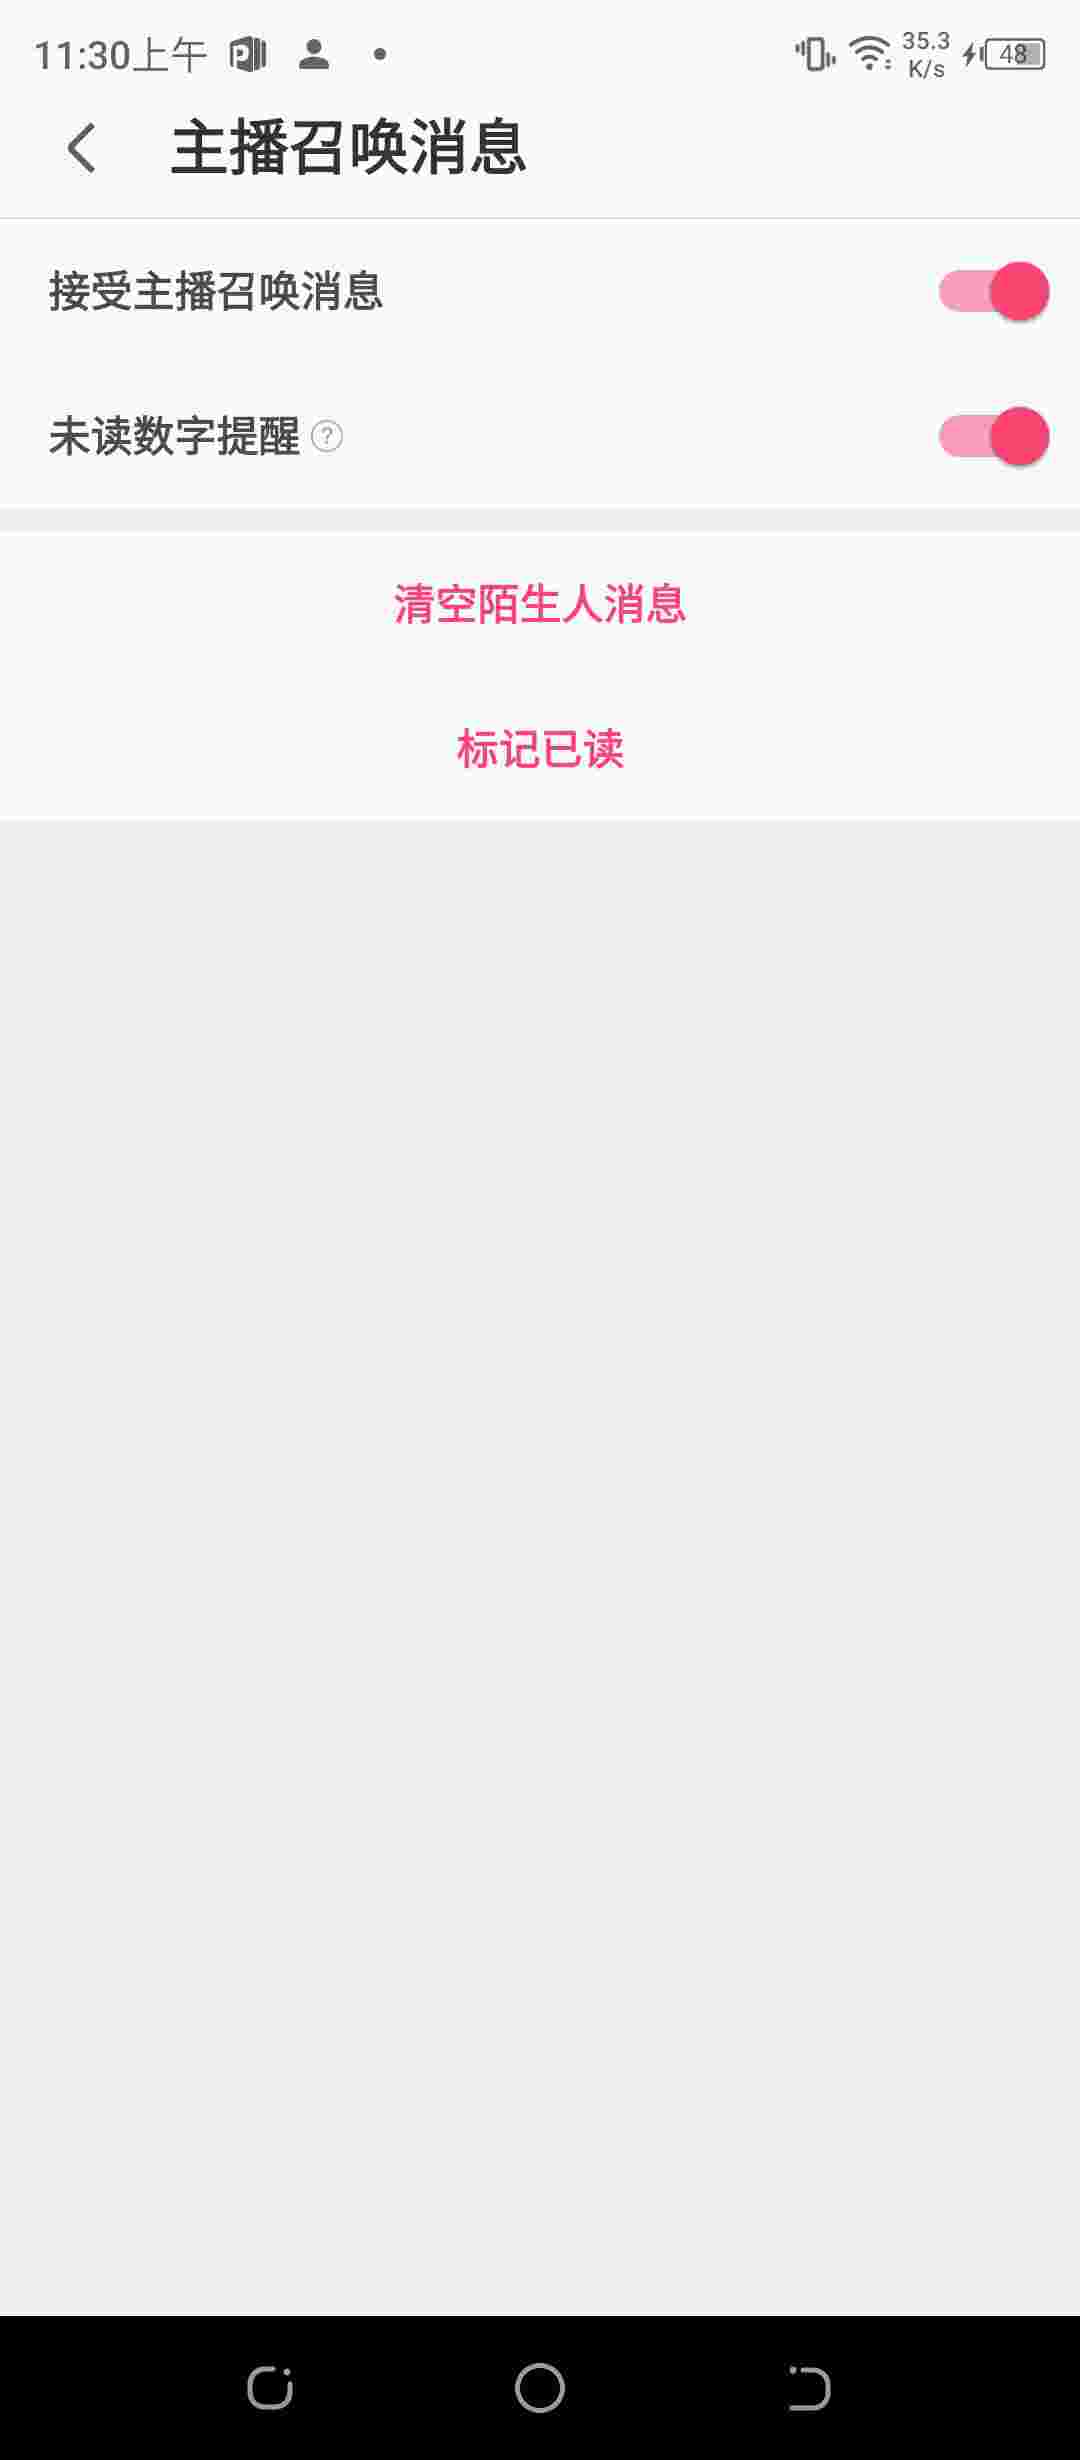 11:30上午
35.3
K/s
48
主播召唤消息
接受主播召唤消息
未读数字提醒 ?
清空陌生人消息
标记已读